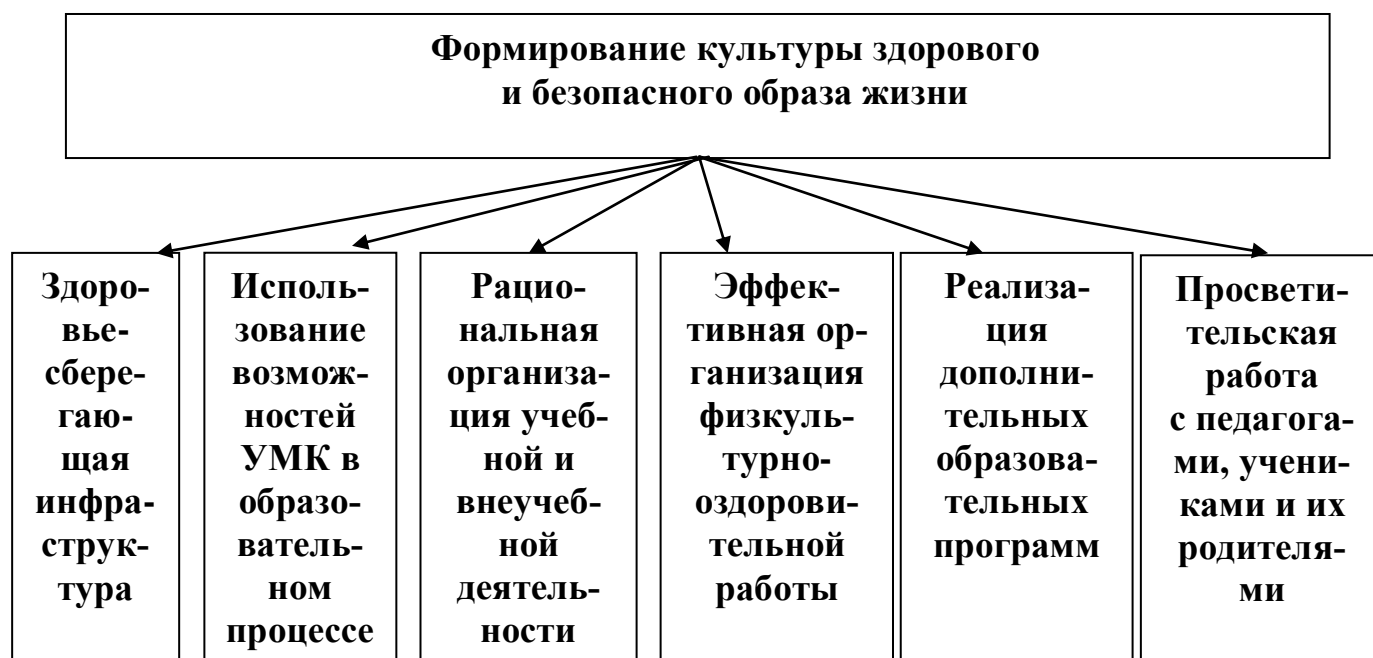 Формирование культуры здорового
и безопасного образа жизни
Здоро-
вье-
сбере-
гаю-
щая
инфра-
струк-
тура
Исполь-
зование
возмож-
ностей
УМК в
образо-
ватель-
ном
процессе
Рацио-
нальная
организа-
ция учеб-
ной и
внеучеб-
ной
деятель-
ности
Эффек-
тивная ор-
ганизация
физкуль-
турно-
оздорови-
тельной
работы
Реализа-
ция
дополни-
тельных
образова-
тельных
программ
Просвети-
тельская
работа
с педагога-
ми, учени-
ками и их
родителя-
ми